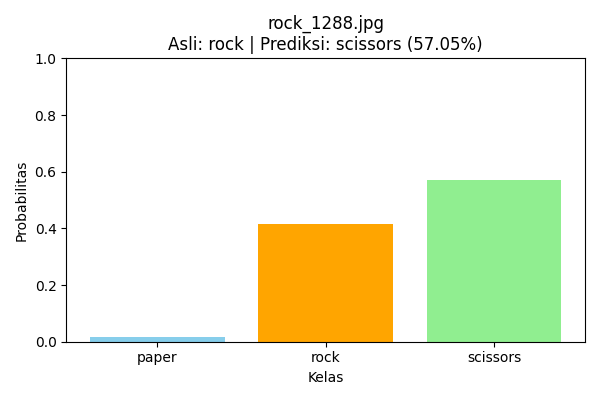 rock_1288.jpg
Asli: rock | Prediksi: scissors (57.05%)
1.0
0.8
0.6
0.4
0.2
0.0
Probabilitas
paper rock scissors
Kelas